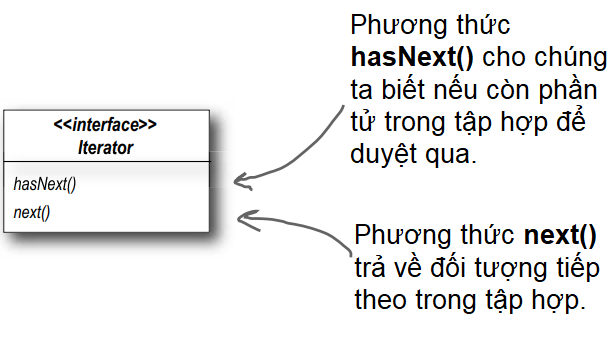 Phương thức
hasNext() cho chúng
ta biết nếu còn phần
tử trong tập hợp để
duyệt qua.
<<interface>>
Iterator
hasNext()
next()
Phương thức next()
trả về đối tượng tiếp
theo trong tập hợp.